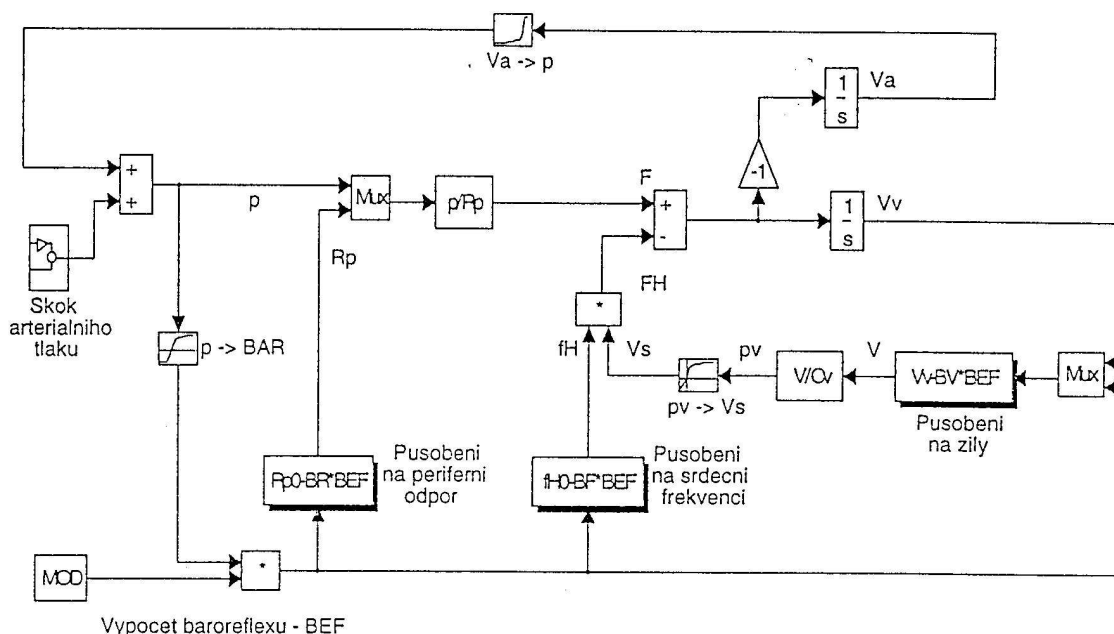 Va -> p
1
s
Va
-1
+
+
p
Mux
p/Rp
F
+
-
1
s
Vv
Rp
FH
*
Skok
arterialniho
tlaku
p -> BAR
fH
Vs
pv
V/Cv
V
Vv-BV*BEF
Mux
pv -> Vs
Pusobeni
na zily
Pusobeni
na periferni
odpor
Pusobeni
na srdecni
frekvenci
Rp0-BR*BEF
fH0-BF*BEF
MOD
*
Vypocet baroreflexu - BEF